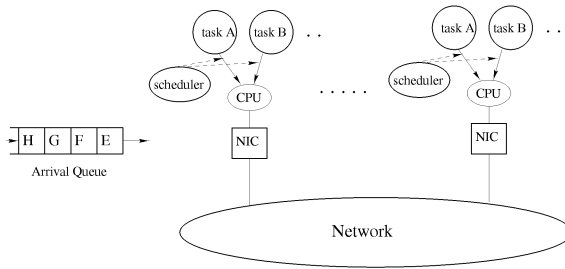 task A
task B
. .
scheduler
CPU
NIC
. . . . .
task A
task B
. .
scheduler
CPU
NIC
H G F E
Arrival Queue
Network